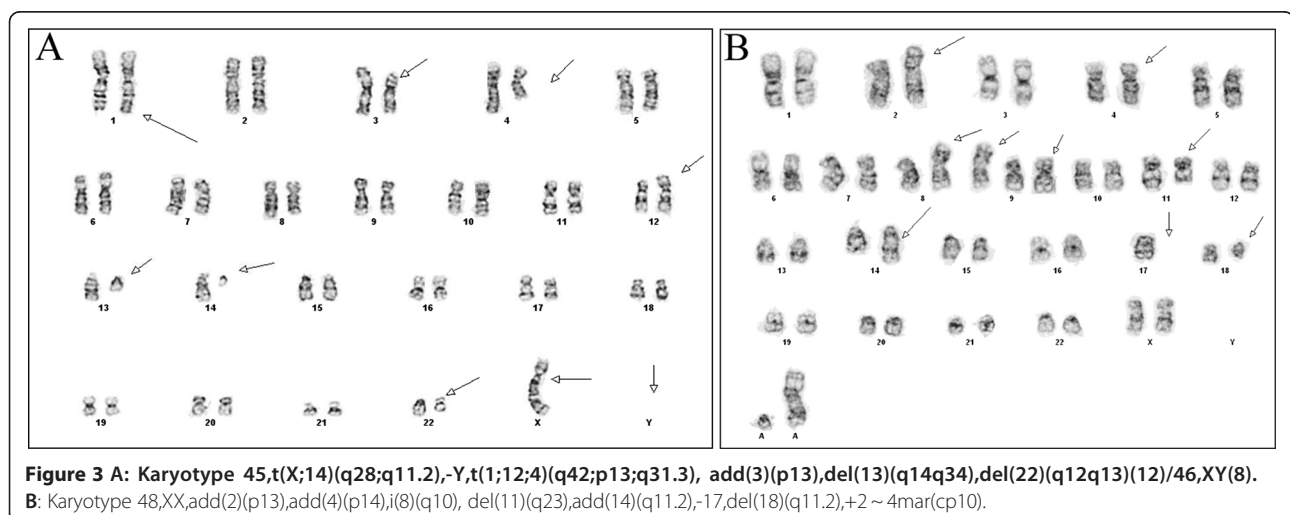 A
B
1 2 3 4 5
1 2 3 4 5
6 7 8 9 10 11 12
6 7 8 9 10 11 12
13 14 15 16 17 18
13 14 15 16 17 18
19 20 21 22 X Y
19 20 21 22 X Y
A A
Figure 3 A: Karyotype 45,t(X;14)(q28;q11.2),-Y,t(1;12;4)(q42;p13;q31.3), add(3)(p13),del(13)(q14q34),del(22)(q12q13)(12)/46,XY(8).
B: Karyotype 48,XX,add(2)(p13),add(4)(p14),i(8)(q10), del(11)(q23),add(14)(q11.2),-17,del(18)(q11.2),+2 ~ 4mar(cp10).